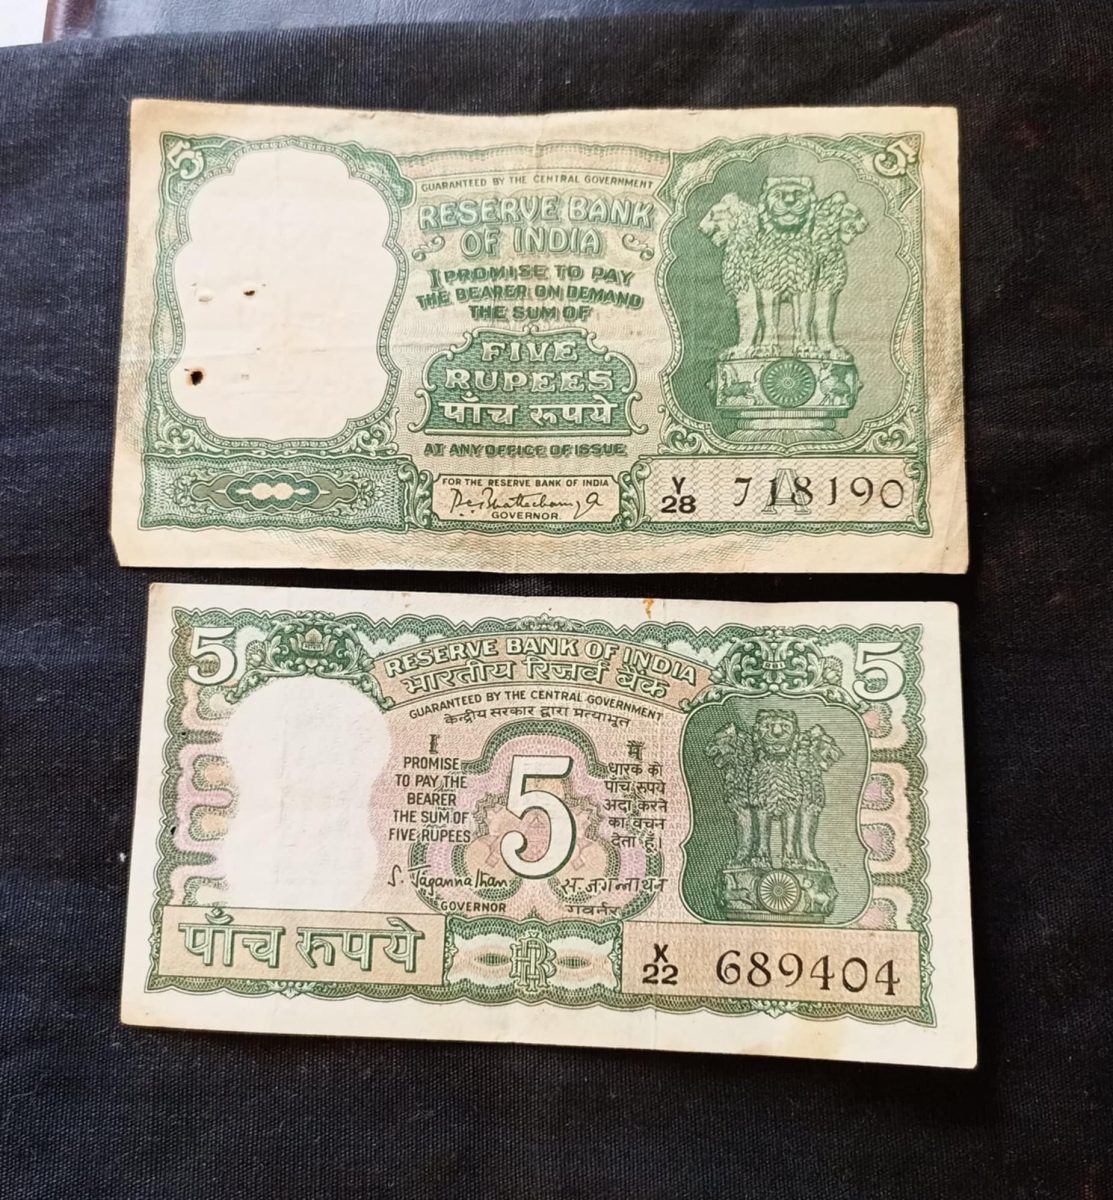 5
5
GUARANTEED BY THE CENTRAL GOVERNMENT
RESERVE BANK
OF INDIA
I PROMISE TO PAY
THE BEARER ON DEMAND
THE SUM OF
FIVE
RUPEES
पाँच रुपये
AT ANY OFFICE OF ISSUE
FOR THE RESERVE BANK OF INDIA
P.C. Bhattacharyya
GOVERNOR
Y
28
A
718190
5
5
RESERVE BANK OF INDIA
भारतीय रिज़र्व बैंक
GUARANTEED BY THE CENTRAL GOVERNMENT
केन्द्रीय सरकार द्वारा प्रत्याभूत
I
PROMISE
TO PAY THE
BEARER
THE SUM OF
FIVE RUPEES
5
मैं
धारक को
पाँच रुपये
अदा करने
का वचन
देता हूँ।
S. Jagannathan
GOVERNOR
स. जगन्नाथन
गवर्नर
पाँच रुपये
X
22
689404